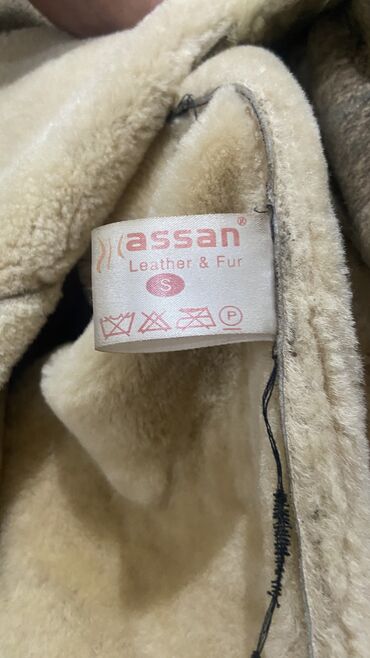 assan®
Leather & Fur
S
P